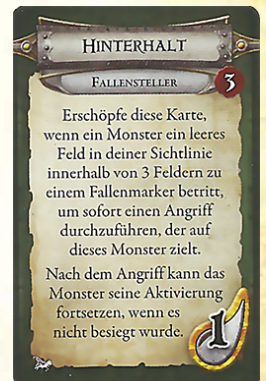 HINTERHALT
FALLENSTELLER
3
Erschöpfe diese Karte,
wenn ein Monster ein leeres
Feld in deiner Sichtlinie
innerhalb von 3 Feldern zu
einem Fallenmarker betritt,
um sofort einen Angriff
durchzuführen, der auf
dieses Monster zielt.
Nach dem Angriff kann das
Monster seine Aktivierung
fortsetzen, wenn es
nicht besiegt wurde.
1